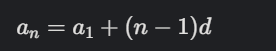 aₙ = a₁ + (n − 1)d